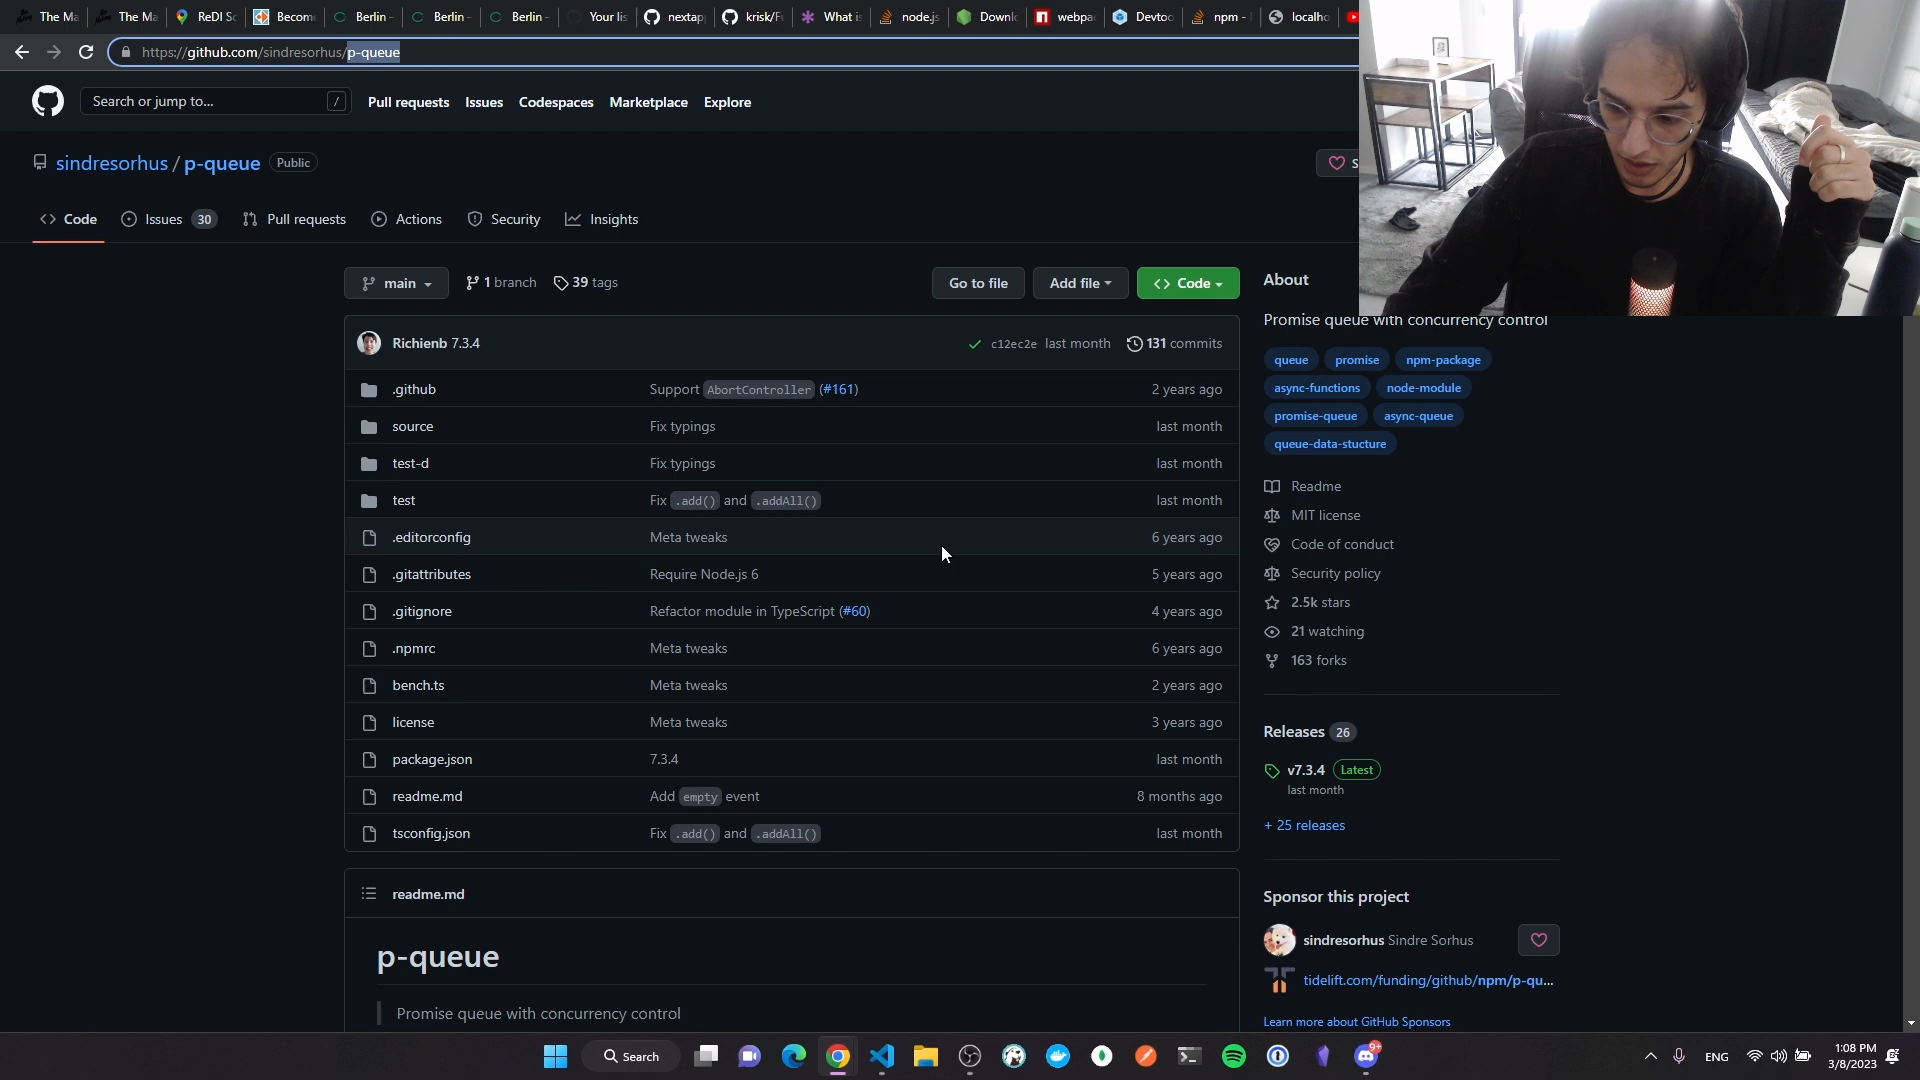 The Ma
The Ma
ReDI Sc
Becom
Berlin -
Berlin -
Berlin -
Your lis
nextap
krisk/Fu
What i
node.js
Downl
webpa
Devtoo
npm -
localho
https://github.com/sindresorhus/p-queue
Search or jump to...
/
Pull requests
Issues
Codespaces
Marketplace
Explore
sindresorhus / p-queue
Public
Code
Issues 30
Pull requests
Actions
Security
Insights
main
1 branch
39 tags
Go to file
Add file
Code
Richienb 7.3.4
c12ec2e last month
131 commits
.github
Support AbortController (#161)
2 years ago
source
Fix typings
last month
test-d
Fix typings
last month
test
Fix .add() and .addAll()
last month
.editorconfig
Meta tweaks
6 years ago
.gitattributes
Require Node.js 6
5 years ago
.gitignore
Refactor module in TypeScript (#60)
4 years ago
.npmrc
Meta tweaks
6 years ago
bench.ts
Meta tweaks
2 years ago
license
Meta tweaks
3 years ago
package.json
7.3.4
last month
readme.md
Add empty event
8 months ago
tsconfig.json
Fix .add() and .addAll()
last month
readme.md
p-queue
Promise queue with concurrency control
About
Promise queue with concurrency control
queue
promise
npm-package
async-functions
node-module
promise-queue
async-queue
queue-data-stucture
Readme
MIT license
Code of conduct
Security policy
2.5k stars
21 watching
163 forks
Releases 26
v7.3.4 Latest
last month
+ 25 releases
Sponsor this project
sindresorhus Sindre Sorhus
tidelift.com/funding/github/npm/p-qu...
Learn more about GitHub Sponsors
Search
9+
ENG
1:08 PM
3/8/2023